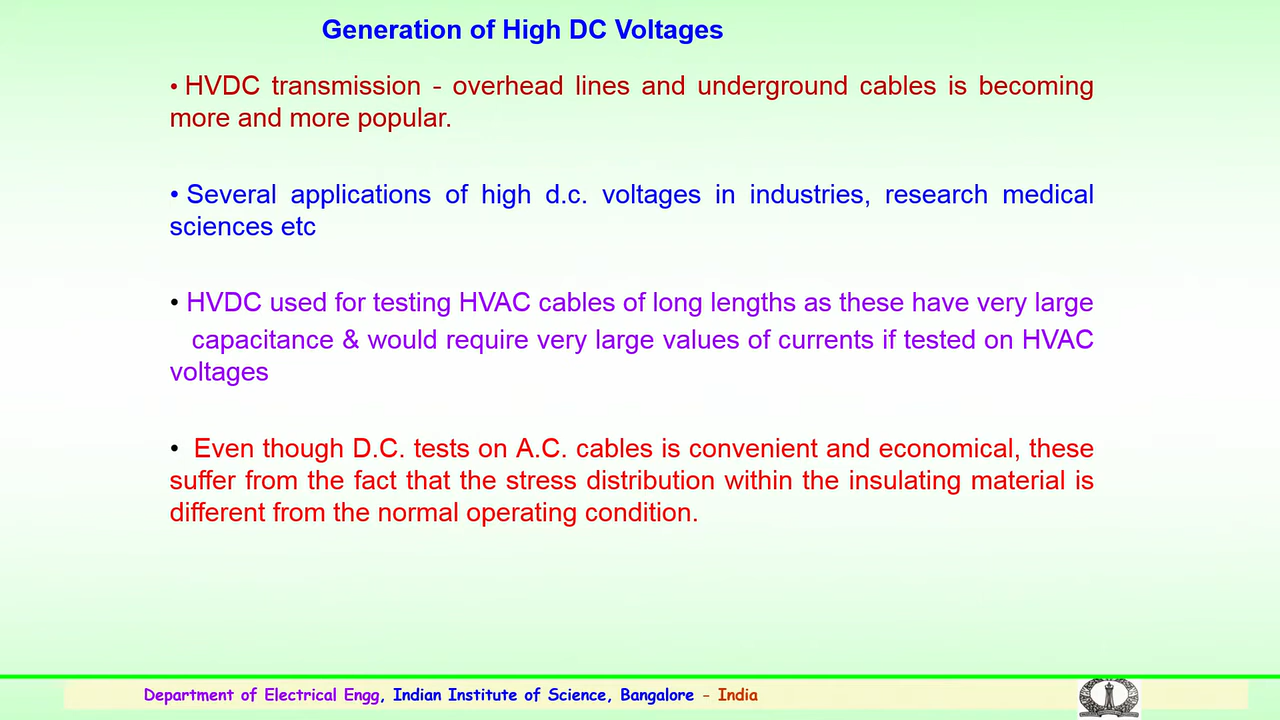 Generation of High DC Voltages
• HVDC transmission - overhead lines and underground cables is becoming
more and more popular.
• Several applications of high d.c. voltages in industries, research medical
sciences etc
• HVDC used for testing HVAC cables of long lengths as these have very large
capacitance & would require very large values of currents if tested on HVAC
voltages
• Even though D.C. tests on A.C. cables is convenient and economical, these
suffer from the fact that the stress distribution within the insulating material is
different from the normal operating condition.
Department of Electrical Engg, Indian Institute of Science, Bangalore - India